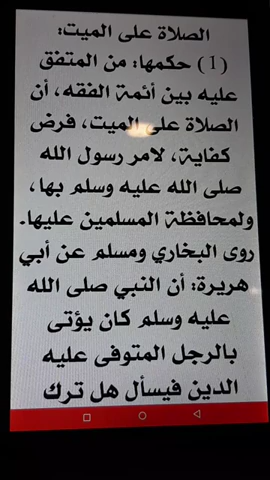 الصلاة على الميت:
(1) حكمها: من المتفق
عليه بين أئمة الفقه، أن
الصلاة على الميت، فرض
كفاية، لامر رسول الله
صلى الله عليه وسلم بها،
ولمحافظة المسلمين عليها.
روى البخاري ومسلم عن أبي
هريرة: أن النبي صلى الله
عليه وسلم كان يؤتى
بالرجل المتوفى عليه
الدين فيسأل هل ترك